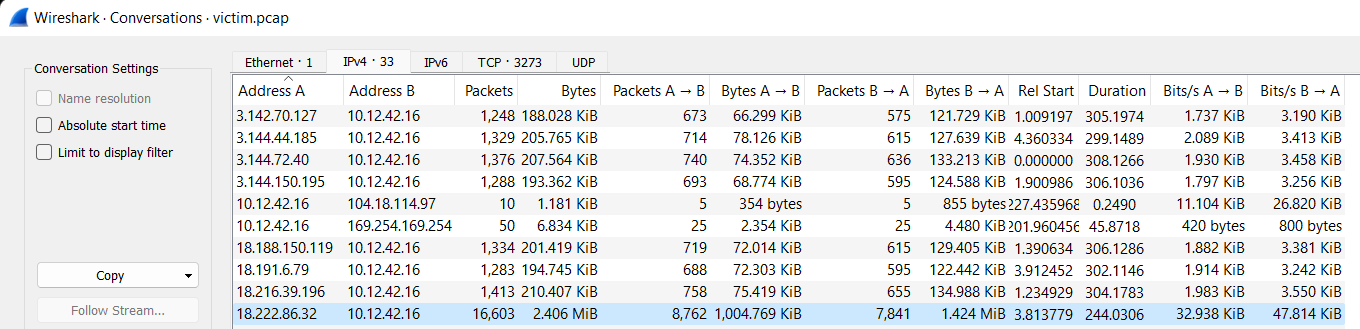 Wireshark · Conversations · victim.pcap
Conversation Settings
Name resolution
Absolute start time
Limit to display filter
Copy
Follow Stream...
Ethernet · 1 IPv4 · 33 IPv6 TCP · 3273 UDP
Address A Address B Packets Bytes Packets A → B Bytes A → B Packets B → A Bytes B → A Rel Start Duration Bits/s A → B Bits/s B → A
3.142.70.127 10.12.42.16 1,248 188.028 KiB 673 66.299 KiB 575 121.729 KiB 1.009197 305.1974 1.737 KiB 3.190 KiB
3.144.44.185 10.12.42.16 1,329 205.765 KiB 714 78.126 KiB 615 127.639 KiB 4.360334 299.1489 2.089 KiB 3.413 KiB
3.144.72.40 10.12.42.16 1,376 207.564 KiB 740 74.352 KiB 636 133.213 KiB 0.000000 308.1266 1.930 KiB 3.458 KiB
3.144.150.195 10.12.42.16 1,288 193.362 KiB 693 68.774 KiB 595 124.588 KiB 1.900986 306.1036 1.797 KiB 3.256 KiB
10.12.42.16 104.18.114.97 10 1.181 KiB 5 354 bytes 5 855 bytes 227.435968 0.2490 11.104 KiB 26.820 KiB
10.12.42.16 169.254.169.254 50 6.834 KiB 25 2.354 KiB 25 4.480 KiB 201.960456 45.8718 420 bytes 800 bytes
18.188.150.119 10.12.42.16 1,334 201.419 KiB 719 72.014 KiB 615 129.405 KiB 1.390634 306.1286 1.882 KiB 3.381 KiB
18.191.6.79 10.12.42.16 1,283 194.745 KiB 688 72.303 KiB 595 122.442 KiB 3.912452 302.1146 1.914 KiB 3.242 KiB
18.216.39.196 10.12.42.16 1,413 210.407 KiB 758 75.419 KiB 655 134.988 KiB 1.234929 304.1783 1.983 KiB 3.550 KiB
18.222.86.32 10.12.42.16 16,603 2.406 MiB 8,762 1,004.769 KiB 7,841 1.424 MiB 3.813779 244.0306 32.938 KiB 47.814 KiB